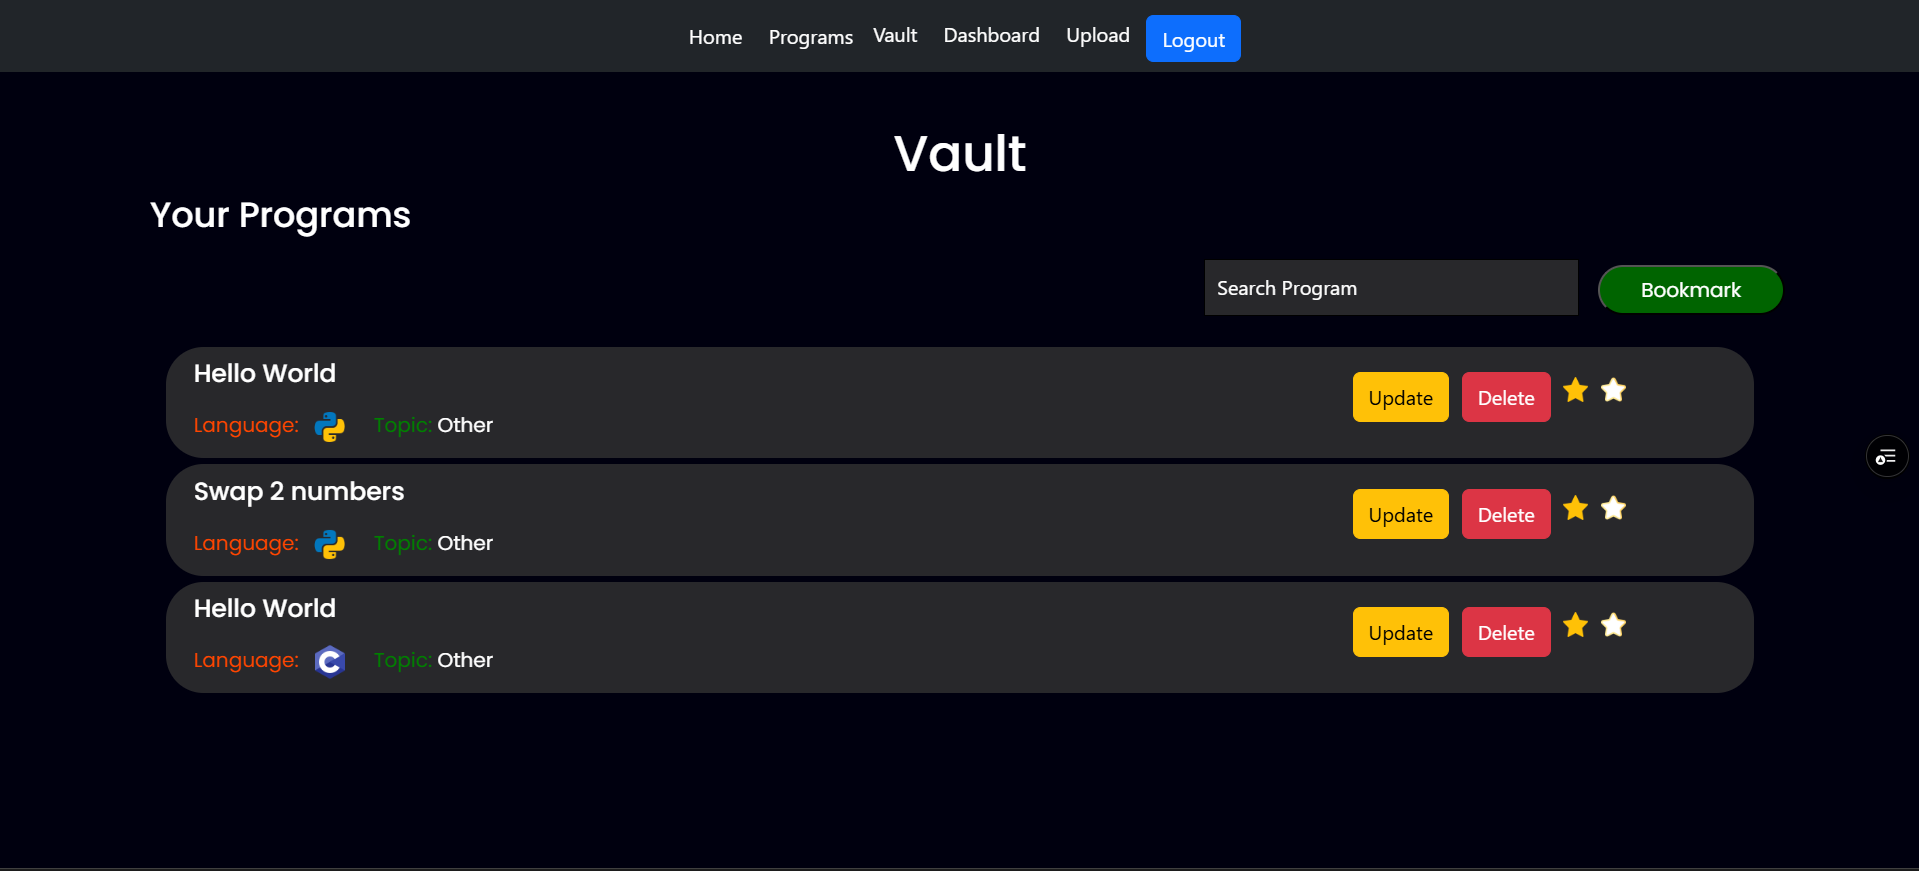 Home Programs Vault Dashboard Upload Logout
Vault
Your Programs
Search Program Bookmark
Hello World
Update Delete
Language: Topic: Other
Swap 2 numbers
Update Delete
Language: Topic: Other
Hello World
Update Delete
Language: C Topic: Other